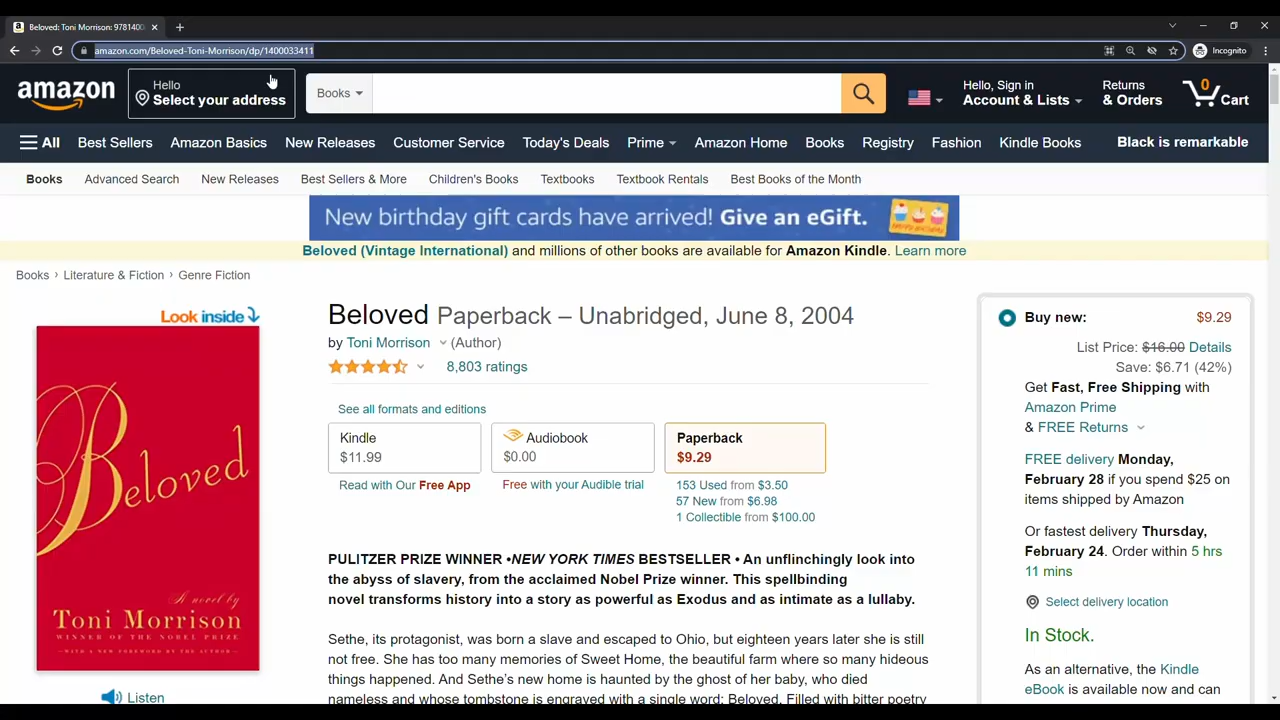 Beloved: Toni Morrison: 9781400
amazon.com/Beloved-Toni-Morrison/dp/1400033411
Incognito
amazon
Hello
Select your address
Books
Hello, Sign in
Account & Lists
Returns
& Orders
0
Cart
All Best Sellers Amazon Basics New Releases Customer Service Today's Deals Prime Amazon Home Books Registry Fashion Kindle Books Black is remarkable
Books Advanced Search New Releases Best Sellers & More Children's Books Textbooks Textbook Rentals Best Books of the Month
New birthday gift cards have arrived! Give an eGift.
Beloved (Vintage International) and millions of other books are available for Amazon Kindle. Learn more
Books › Literature & Fiction › Genre Fiction
Look inside
Beloved
A novel by
Toni Morrison
WINNER OF THE NOBEL PRIZE
—WITH A NEW FOREWORD BY THE AUTHOR—
Listen
Beloved Paperback – Unabridged, June 8, 2004
by Toni Morrison (Author)
8,803 ratings
See all formats and editions
Kindle
$11.99
Read with Our Free App
Audiobook
$0.00
Free with your Audible trial
Paperback
$9.29
153 Used from $3.50
57 New from $6.98
1 Collectible from $100.00
PULITZER PRIZE WINNER •NEW YORK TIMES BESTSELLER • An unflinchingly look into
the abyss of slavery, from the acclaimed Nobel Prize winner. This spellbinding
novel transforms history into a story as powerful as Exodus and as intimate as a lullaby.
Sethe, its protagonist, was born a slave and escaped to Ohio, but eighteen years later she is still
not free. She has too many memories of Sweet Home, the beautiful farm where so many hideous
things happened. And Sethe's new home is haunted by the ghost of her baby, who died
nameless and whose tombstone is engraved with a single word: Beloved. Filled with bitter poetry
Buy new: $9.29
List Price: $16.00 Details
Save: $6.71 (42%)
Get Fast, Free Shipping with
Amazon Prime
& FREE Returns
FREE delivery Monday,
February 28 if you spend $25 on
items shipped by Amazon
Or fastest delivery Thursday,
February 24. Order within 5 hrs
11 mins
Select delivery location
In Stock.
As an alternative, the Kindle
eBook is available now and can